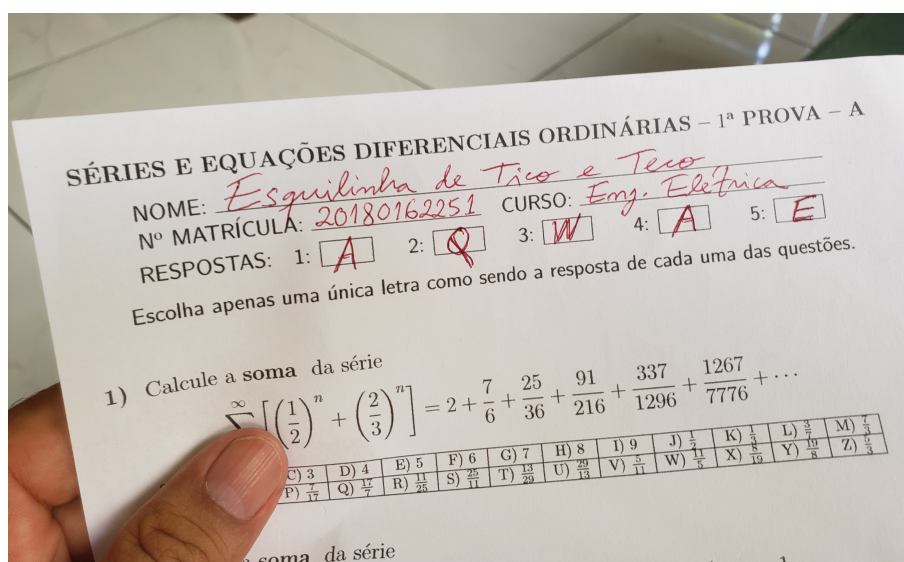 SÉRIES E EQUAÇÕES DIFERENCIAIS ORDINÁRIAS – 1ª PROVA – A
NOME: Esquilinha de Tico e Teco
Nº MATRÍCULA: 20180162251 CURSO: Eng. Elétrica
RESPOSTAS: 1: A 2: Q 3: W 4: A 5: E
Escolha apenas uma única letra como sendo a resposta de cada uma das questões.
1) Calcule a soma da série
∞ [(1/2)^n + (2/3)^n] = 2 + 7/6 + 25/36 + 91/216 + 337/1296 + 1267/7776 + ···
C) 3 D) 4 E) 5 F) 6 G) 7 H) 8 I) 9 J) 1/2 K) 1/3 L) 3/7 M) 7/3
P) 7/17 Q) 17/7 R) 11/25 S) 25/11 T) 13/29 U) 29/13 V) 5/11 W) 11/5 X) 8/19 Y) 19/8 Z) 5/3
soma da série